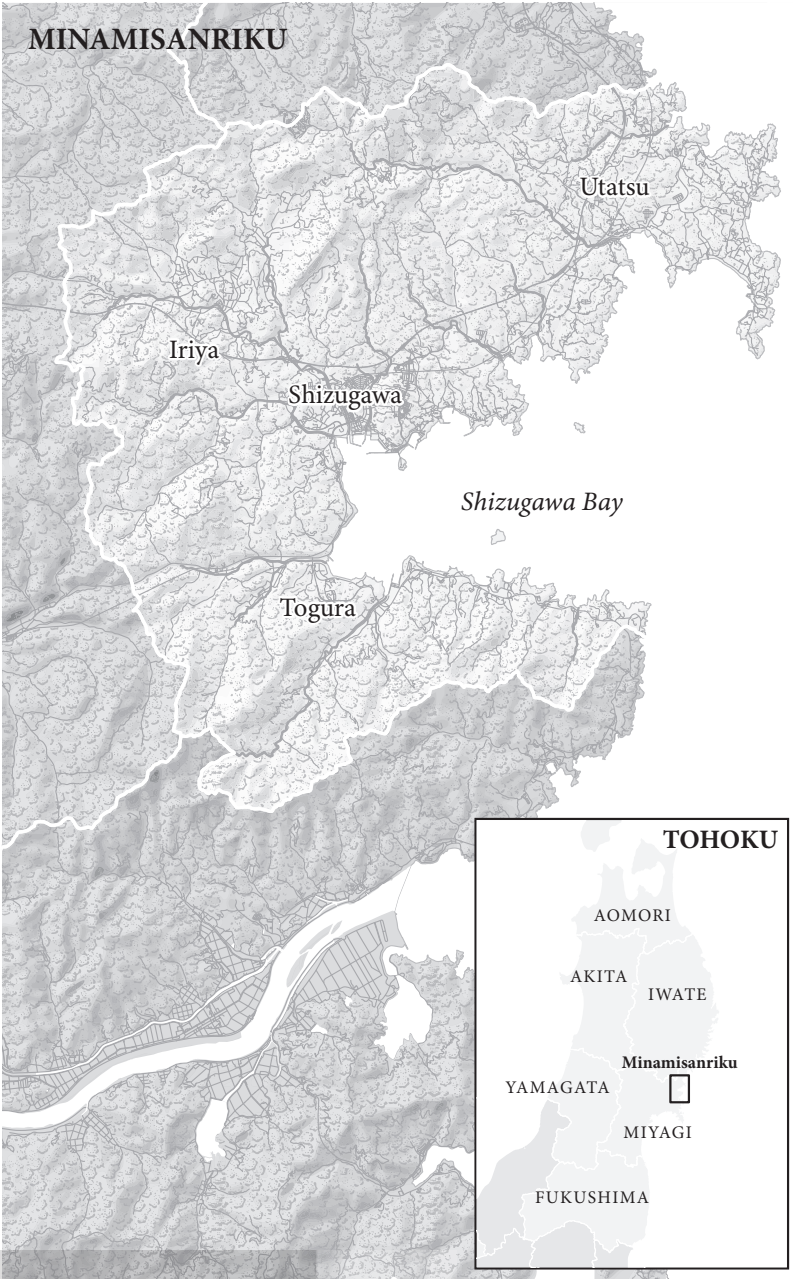 MINAMISANRIKU
Utatsu
Iriya
Shizugawa
Shizugawa Bay
Togura
TOHOKU
AOMORI
AKITA
IWATE
Minamisanriku
YAMAGATA
MIYAGI
FUKUSHIMA